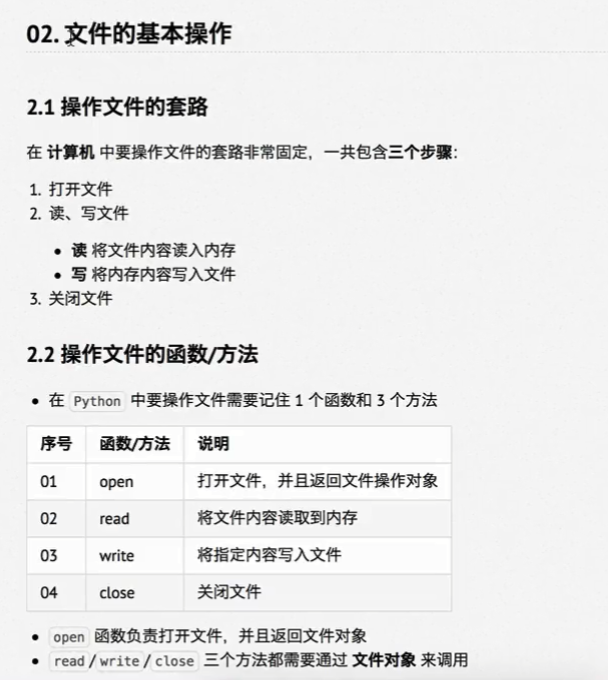 02. 文件的基本操作
2.1 操作文件的套路
在 计算机 中要操作文件的套路非常固定，一共包含三个步骤：
1. 打开文件
2. 读、写文件
• 读 将文件内容读入内存
• 写 将内存内容写入文件
3. 关闭文件
2.2 操作文件的函数/方法
• 在 Python 中要操作文件需要记住 1 个函数和 3 个方法
序号 函数/方法 说明
01 open 打开文件，并且返回文件操作对象
02 read 将文件内容读取到内存
03 write 将指定内容写入文件
04 close 关闭文件
• open 函数负责打开文件，并且返回文件对象
• read/write/close 三个方法都需要通过 文件对象 来调用